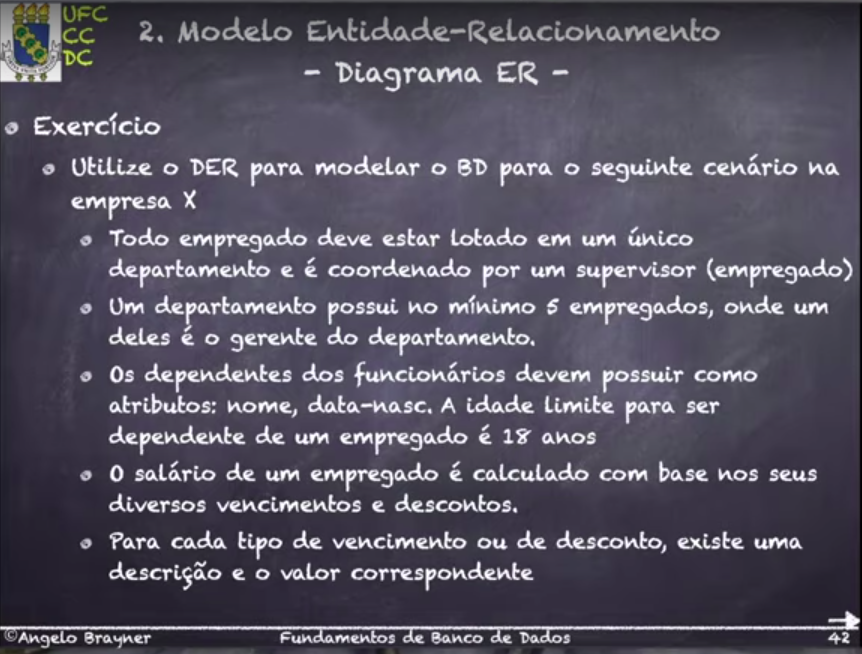 UFC
CC
DC
2. Modelo Entidade-Relacionamento
- Diagrama ER -
Exercício
Utilize o DER para modelar o BD para o seguinte cenário na
empresa X
Todo empregado deve estar lotado em um único
departamento e é coordenado por um supervisor (empregado)
Um departamento possui no mínimo 5 empregados, onde um
deles é o gerente do departamento.
Os dependentes dos funcionários devem possuir como
atributos: nome, data-nasc. A idade limite para ser
dependente de um empregado é 18 anos
O salário de um empregado é calculado com base nos seus
diversos vencimentos e descontos.
Para cada tipo de vencimento ou de desconto, existe uma
descrição e o valor correspondente
©Angelo Brayner Fundamentos de Banco de Dados 42